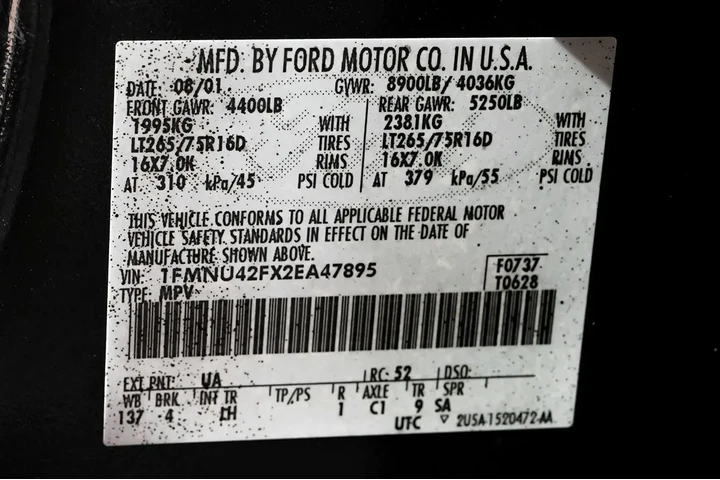 MFD. BY FORD MOTOR CO. IN U.S.A.
DATE: 08/01 GVWR: 8900LB/ 4036KG
FRONT GAWR: 4400LB REAR GAWR: 5250LB
1995KG WITH 2381KG WITH
LT265/75R16D TIRES LT265/75R16D TIRES
16X7.0K RIMS 16X7.0K RIMS
AT 310 kPa/45 PSI COLD AT 379 kPa/55 PSI COLD
THIS VEHICLE CONFORMS TO ALL APPLICABLE FEDERAL MOTOR
VEHICLE SAFETY STANDARDS IN EFFECT ON THE DATE OF
MANUFACTURE SHOWN ABOVE.
VIN: 1FMNU42FX2EA47895 F0737
TYPE: MPV T0628
EXT PNT: UA RC: 52 DSO:
WB BRK INT TR TP/PS R AXLE TR SPR
137 4 LH 1 C1 9 SA
UTC ▽ 2USA-1520472-AA